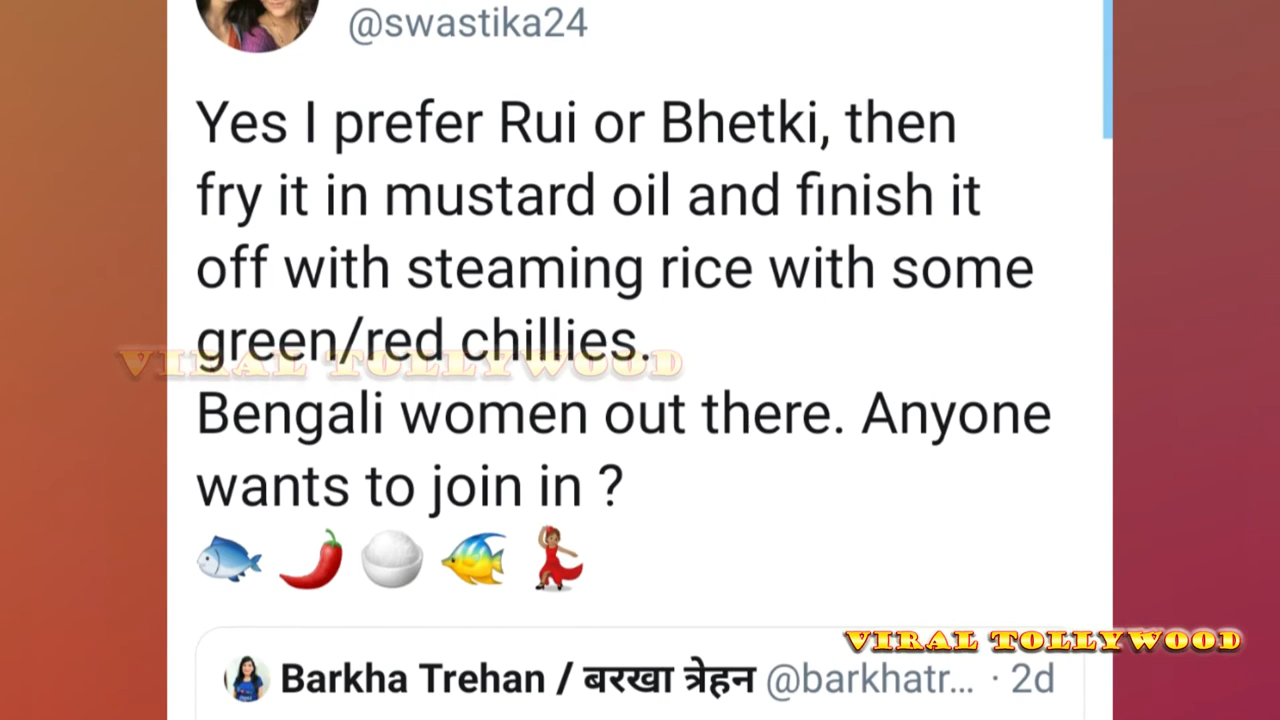 @swastika24
Yes I prefer Rui or Bhetki, then
fry it in mustard oil and finish it
off with steaming rice with some
green/red chillies.
VIRAL TOLLYWOOD
Bengali women out there. Anyone
wants to join in ?
VIRAL TOLLYWOOD
Barkha Trehan / बरखा त्रेहन @barkhatr... · 2d